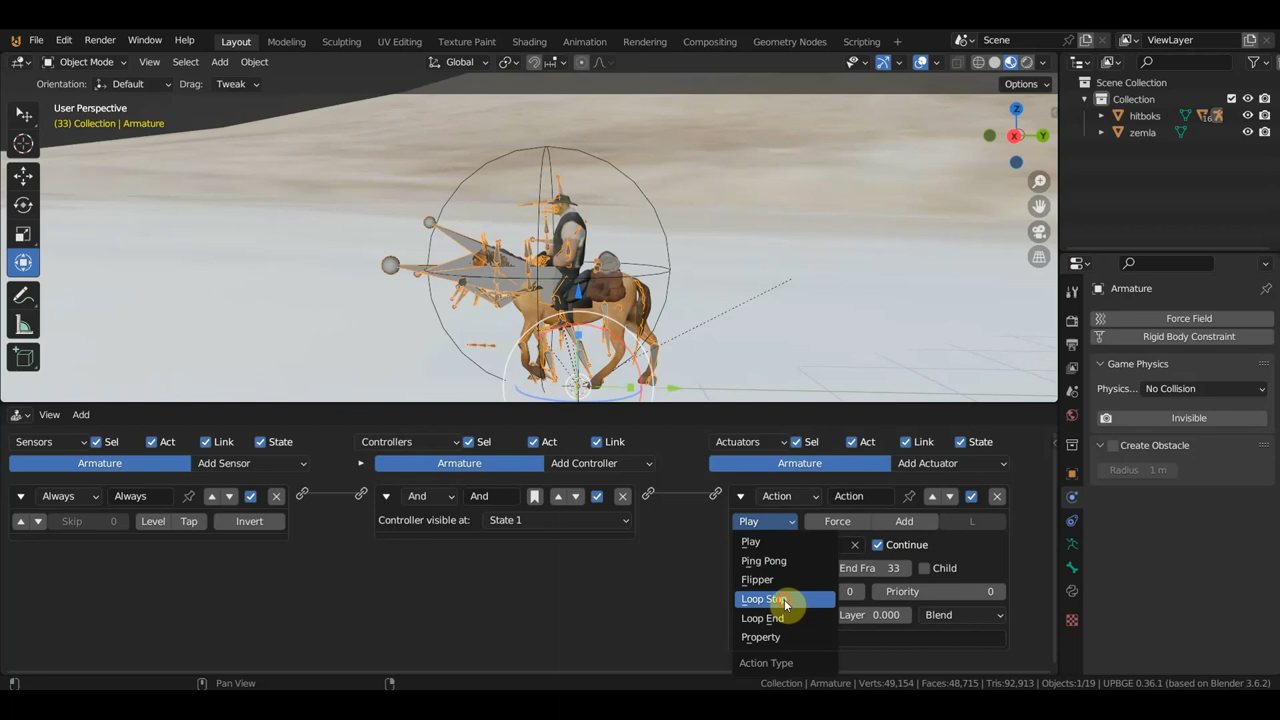 File Edit Render Window Help Layout Modeling Sculpting UV Editing Texture Paint Shading Animation Rendering Compositing Geometry Nodes Scripting + Scene ViewLayer
Object Mode View Select Add Object Global
Orientation: Default Drag: Tweak Options
User Perspective
(33) Collection | Armature
Z
X Y
Scene Collection
Collection
hitboks 16
zemla
Armature
Force Field
Rigid Body Constraint
Game Physics
Physics... No Collision
Invisible
Create Obstacle
Radius 1 m
View Add
Sensors Sel Act Link State Controllers Sel Act Link Actuators Sel Act Link State
Armature Add Sensor Armature Add Controller Armature Add Actuator
Always Always And And Action Action
Skip 0 Level Tap Invert Controller visible at: State 1 Play Force Add L
Play Continue
Ping Pong End Fra 33 Child
Flipper 0 Priority 0
Loop Stop Layer 0.000 Blend
Loop End
Property
Action Type
Pan View Collection | Armature Verts:49,154 | Faces:48,715 | Tris:92,913 | Objects:1/19 | UPBGE 0.36.1 (based on Blender 3.6.2)